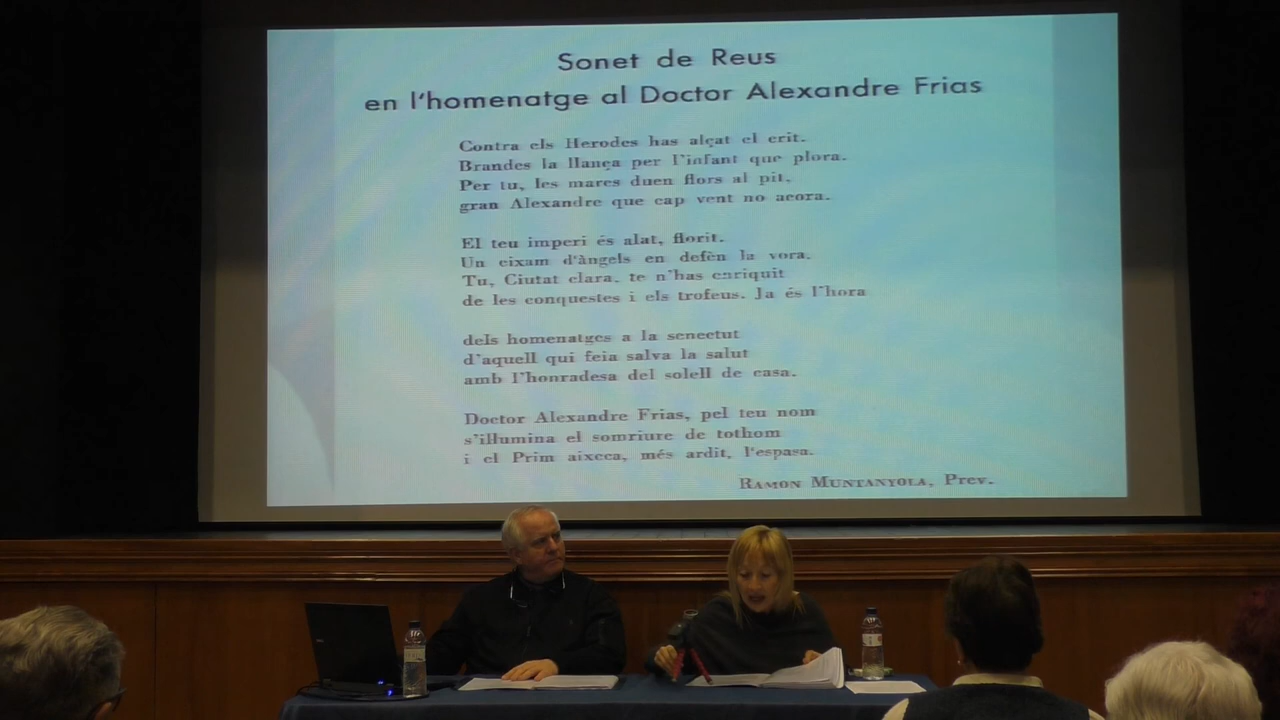 Sonet de Reus
en l'homenatge al Doctor Alexandre Frias
Contra els Herodes has alçat el crit.
Brandes la llança per l'infant que plora.
Per tu, les mares duen flors al pit,
gran Alexandre que cap vent no acora.
El teu imperi és alat, florit.
Un eixam d'àngels en defèn la vora.
Tu, Ciutat clara, te n'has enriquit
de les conquestes i els trofeus. Ja és l'hora
dels homenatges a la senectut
d'aquell qui feia salva la salut
amb l'honradesa del solell de casa.
Doctor Alexandre Frias, pel teu nom
s'il·lumina el somriure de tothom
i el Prim aixeca, més ardit, l'espasa.
RAMON MUNTANYOLA, Prev.